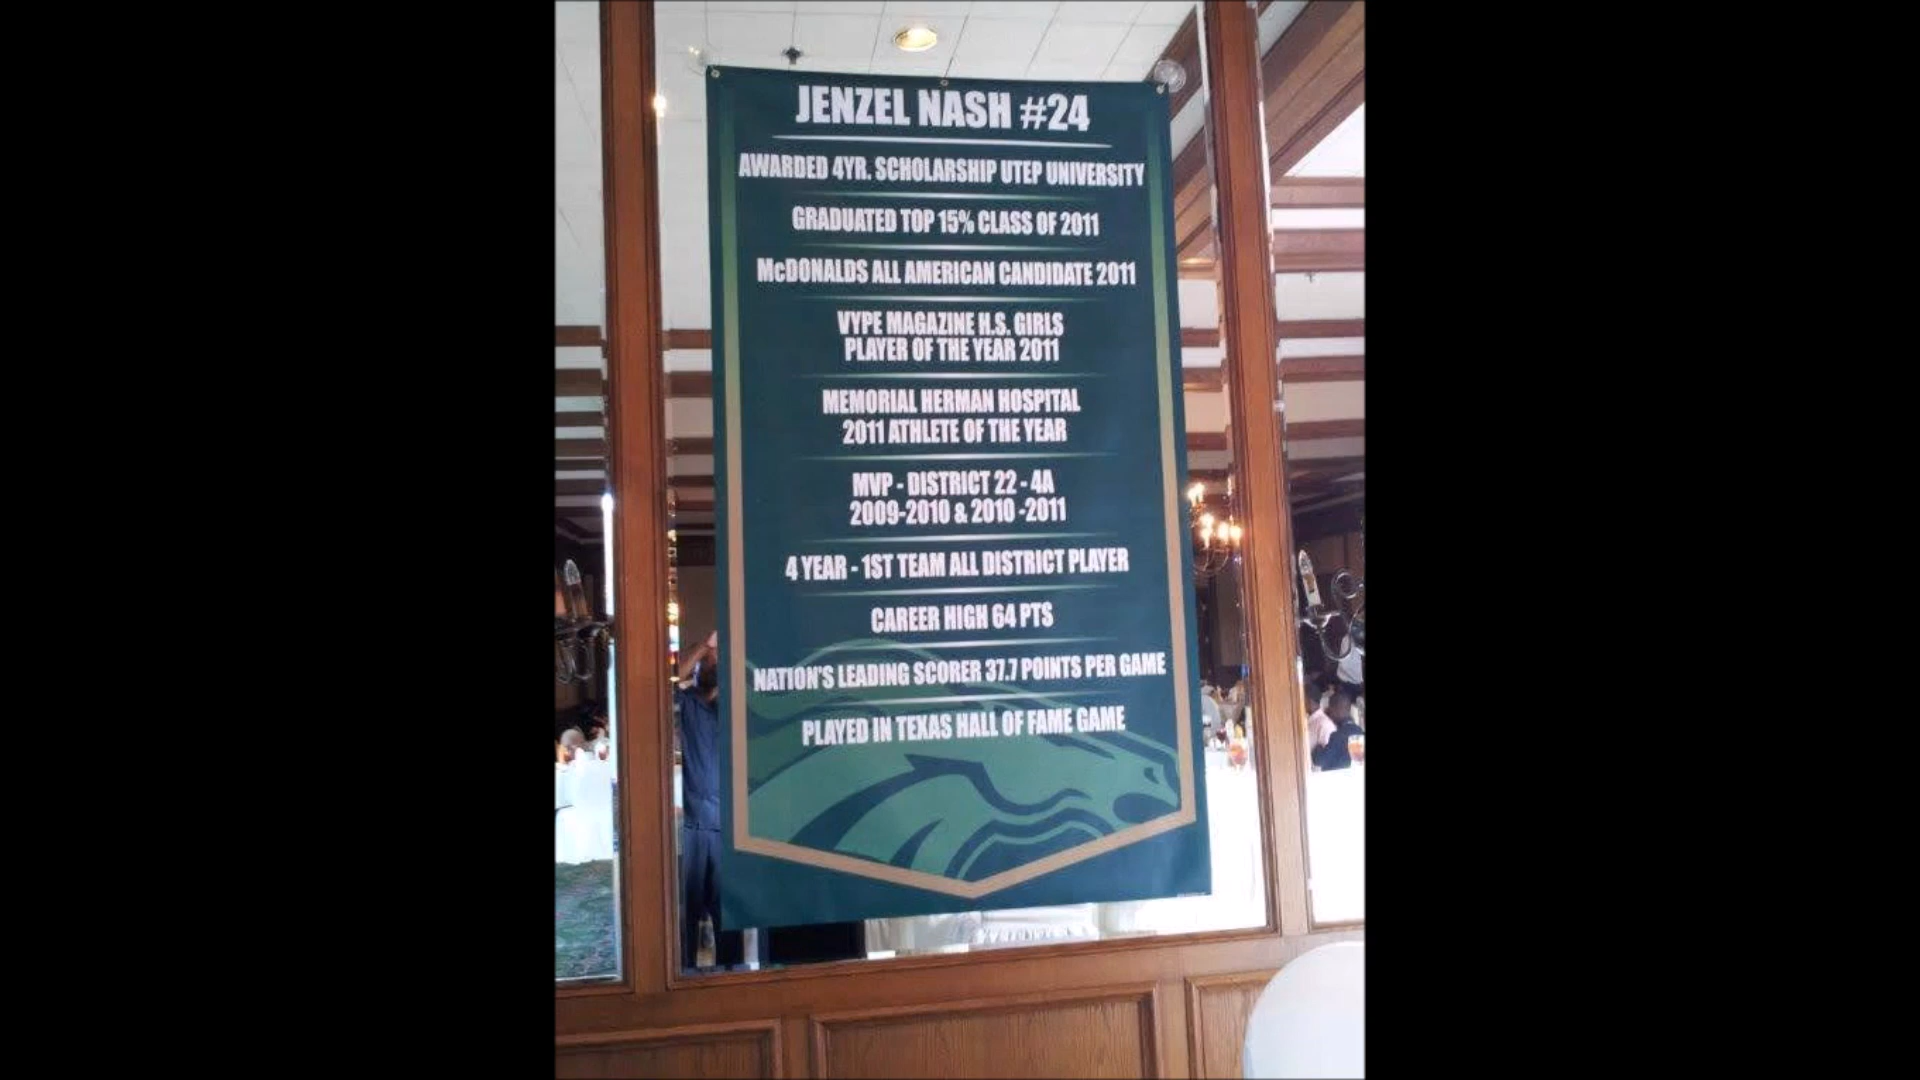 JENZEL NASH #24
AWARDED 4YR. SCHOLARSHIP UTEP UNIVERSITY
GRADUATED TOP 15% CLASS OF 2011
McDONALDS ALL AMERICAN CANDIDATE 2011
VYPE MAGAZINE H.S. GIRLS
PLAYER OF THE YEAR 2011
MEMORIAL HERMAN HOSPITAL
2011 ATHLETE OF THE YEAR
MVP - DISTRICT 22 - 4A
2009-2010 & 2010 -2011
4 YEAR - 1ST TEAM ALL DISTRICT PLAYER
CAREER HIGH 64 PTS
NATION'S LEADING SCORER 37.7 POINTS PER GAME
PLAYED IN TEXAS HALL OF FAME GAME